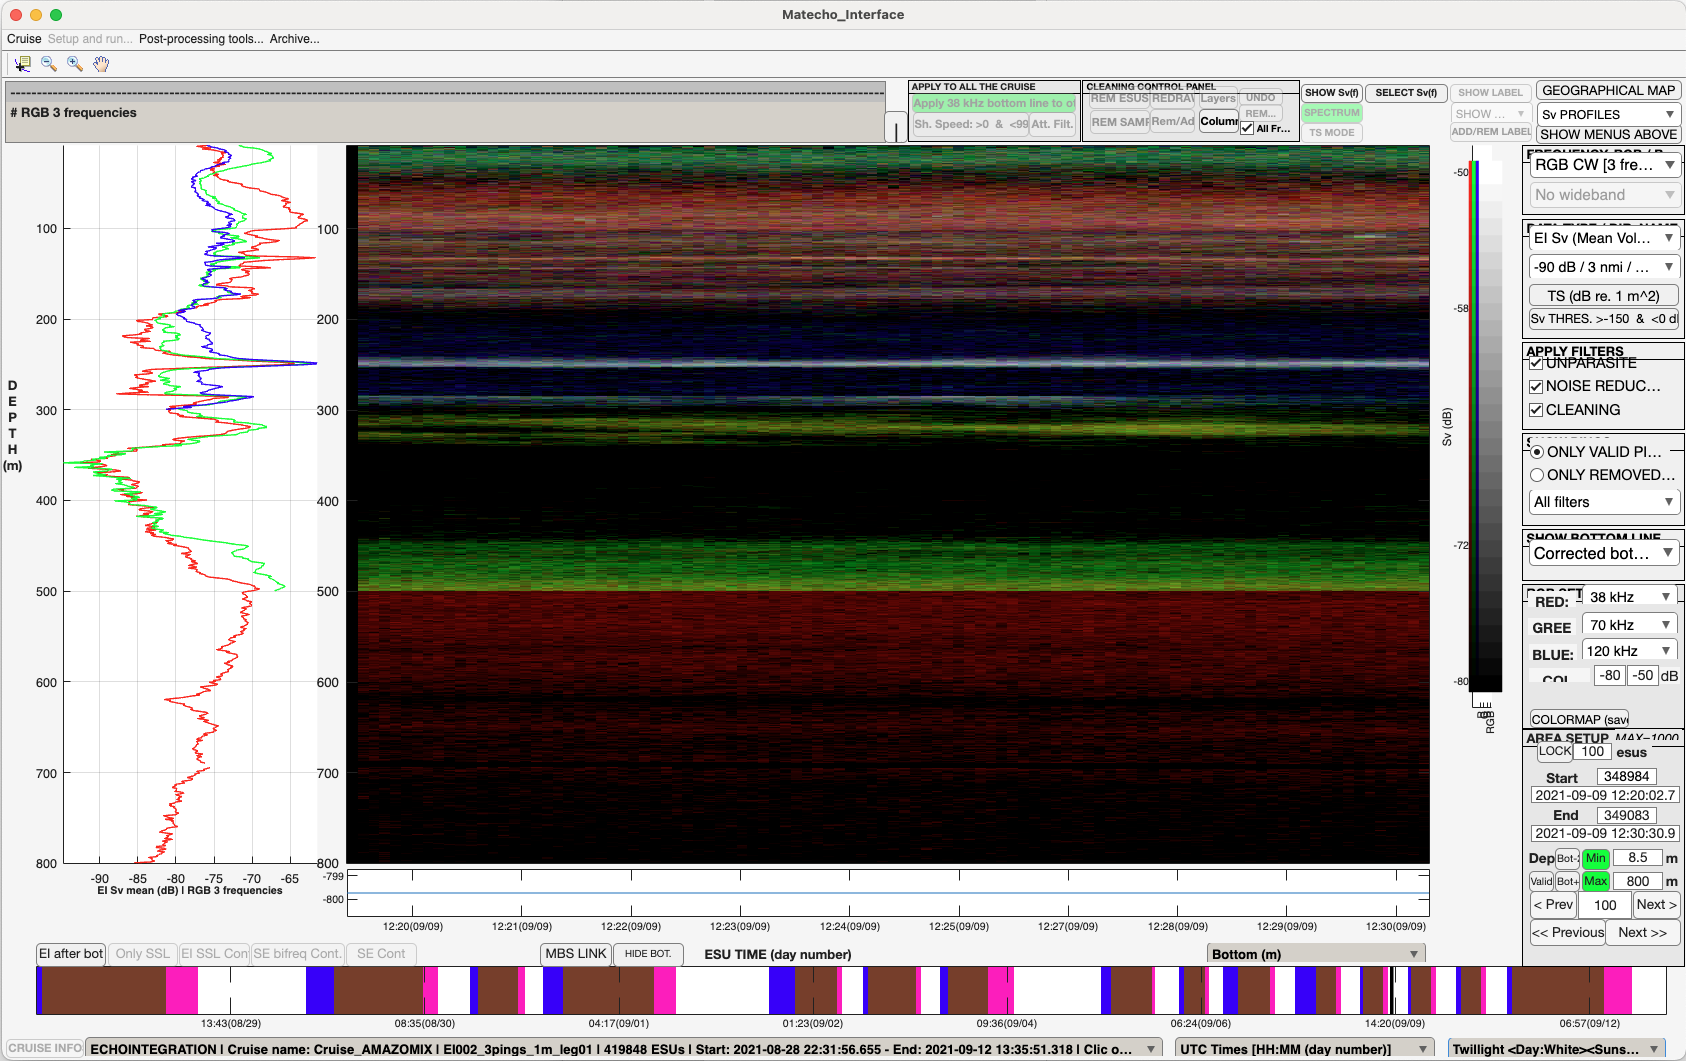 Matecho_Interface
Cruise Setup and run... Post-processing tools... Archive...
# RGB 3 frequencies
APPLY TO ALL THE CRUISE
Apply 38 kHz bottom line to ot
Sh. Speed: >0 & <99 Att. Filt.
CLEANING CONTROL PANEL
REM ESUS REDRAW Layers UNDO
REM...
REM SAMP Rem/Ad Column All Fr...
SHOW Sv(f) SELECT Sv(f) SHOW LABEL
SPECTRUM SHOW ...
TS MODE ADD/REM LABEL
GEOGRAPHICAL MAP
Sv PROFILES
SHOW MENUS ABOVE
RGB CW [3 fre...
No wideband
EI Sv (Mean Vol...
-90 dB / 3 nmi / ...
TS (dB re. 1 m^2)
Sv THRES. >-150 & <0 dB
APPLY FILTERS
UNPARASITE
NOISE REDUC...
CLEANING
ONLY VALID PI...
ONLY REMOVED...
All filters
SHOW BOTTOM LINE
Corrected bot...
RED: 38 kHz
GREE 70 kHz
BLUE: 120 kHz
COL -80 -50 dB
COLORMAP (save
AREA SETUP MAX=1000
LOCK 100 esus
Start 348984
2021-09-09 12:20:02.7
End 349083
2021-09-09 12:30:30.9
Dep Bot-: Min 8.5 m
Valid Bot+ Max 800 m
< Prev 100 Next >
<< Previous Next >>
DEPTH (m)
100
200
300
400
500
600
700
800
-90 -85 -80 -75 -70 -65
EI Sv mean (dB) | RGB 3 frequencies
100
200
300
400
500
600
700
800
-799
-800
-50
-58
-72
-80
Sv (dB)
RGB E
12:20(09/09) 12:21(09/09) 12:22(09/09) 12:23(09/09) 12:24(09/09) 12:25(09/09) 12:27(09/09) 12:28(09/09) 12:29(09/09) 12:30(09/09)
EI after bot Only SSL EI SSL Con SE bifreq Cont. SE Cont MBS LINK HIDE BOT. ESU TIME (day number) Bottom (m)
13:43(08/29) 08:35(08/30) 04:17(09/01) 01:23(09/02) 09:36(09/04) 06:24(09/06) 14:20(09/09) 06:57(09/12)
CRUISE INFO ECHOINTEGRATION | Cruise name: Cruise_AMAZOMIX | EI002_3pings_1m_leg01 | 419848 ESUs | Start: 2021-08-28 22:31:56.655 - End: 2021-09-12 13:35:51.318 | Clic o... UTC Times [HH:MM (day number)] Twillight <Day:White><Suns...